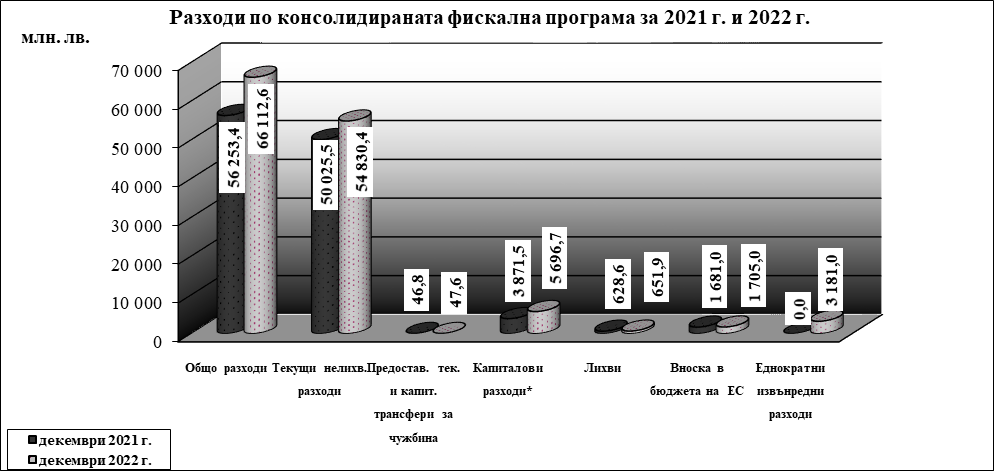 Разходи по консолидираната фискална програма за 2021 г. и 2022 г.
млн. лв.
70 000
60 000
50 000
40 000
30 000
20 000
10 000
0
56 253,4
66 112,6
50 025,5
54 830,4
46,8
47,6
3 871,5
5 696,7
628,6
651,9
1 681,0
1 705,0
0,0
3 181,0
Общо разходи
Текущи нелихв.
разходи
Предостав. тек.
и капит.
трансфери за
чужбина
Капиталови
разходи*
Лихви
Вноска в
бюджета на ЕС
Еднократни
извънредни
разходи
декември 2021 г.
декември 2022 г.